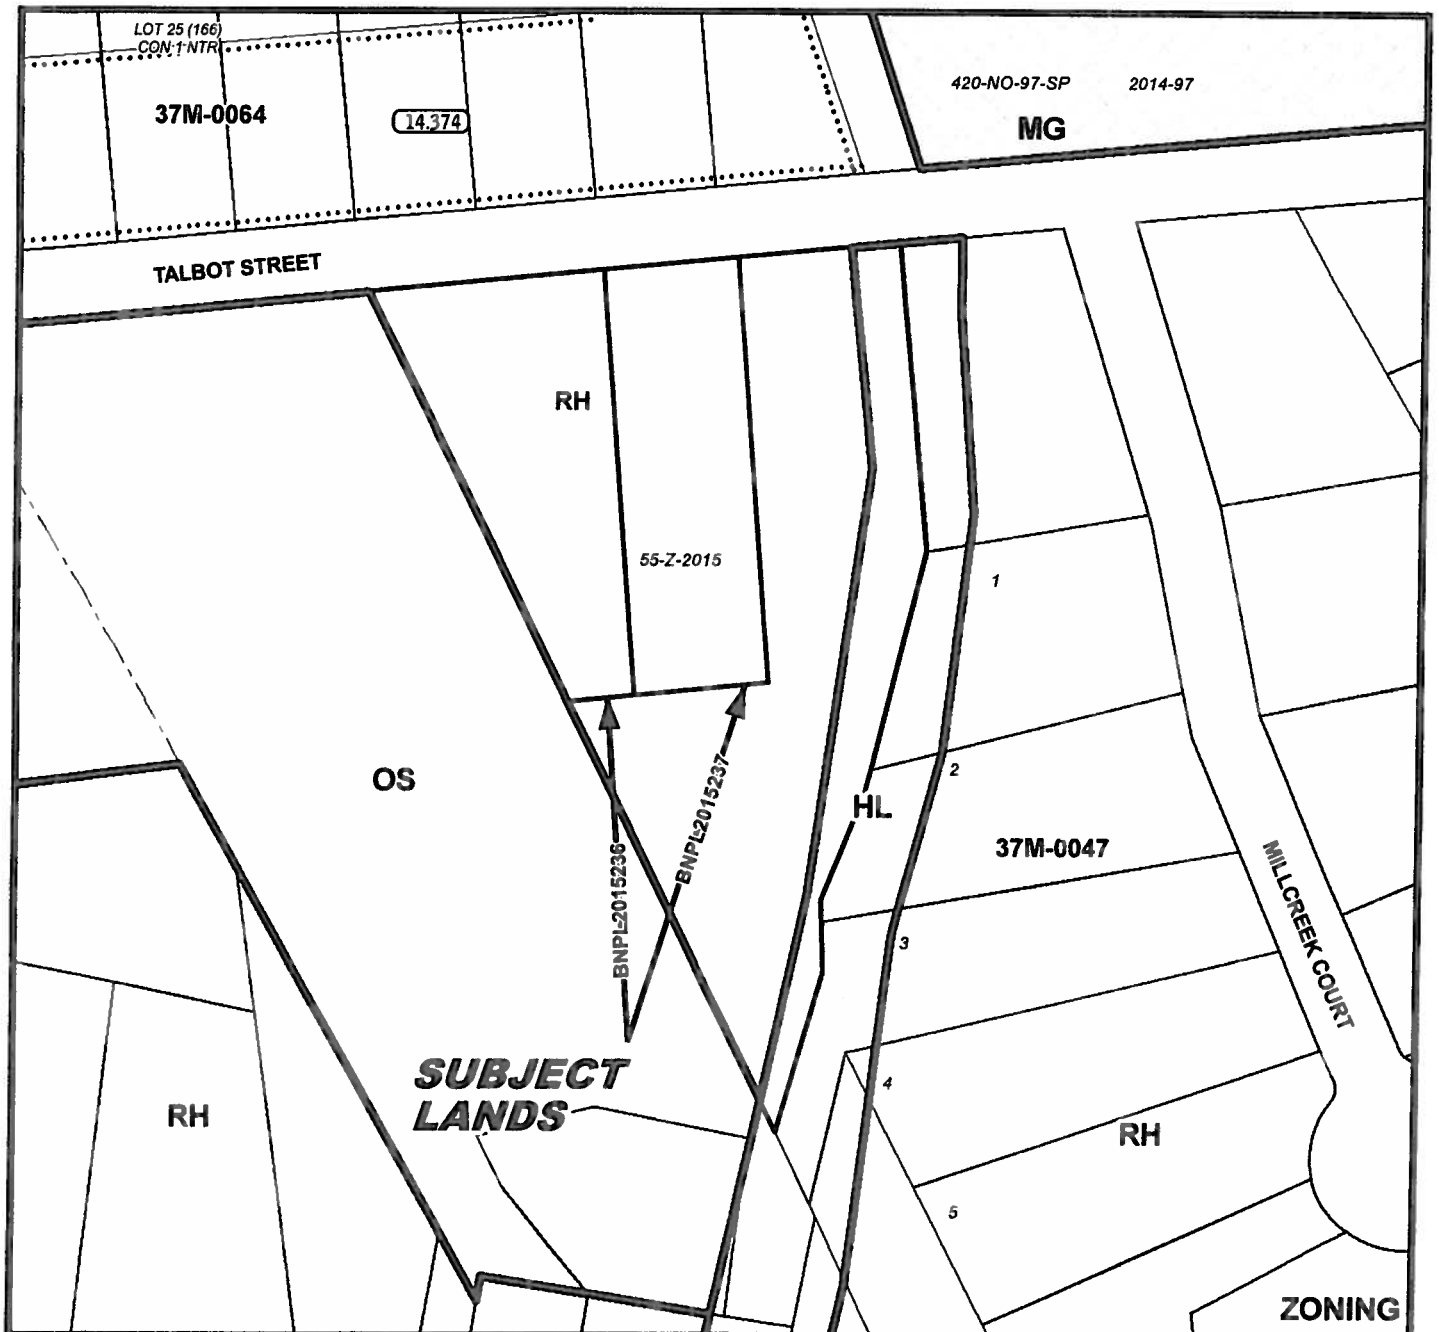 LOT 25 (166)
CON 1 NTR
37M-0064
14.374
420-NO-97-SP 2014-97
MG
TALBOT STREET
RH
55-Z-2015
1
OS
2
HL
37M-0047
BNPL-2015236
BNPL-2015237
MILLCREEK COURT
3
SUBJECT
LANDS
4
RH
RH
5
ZONING